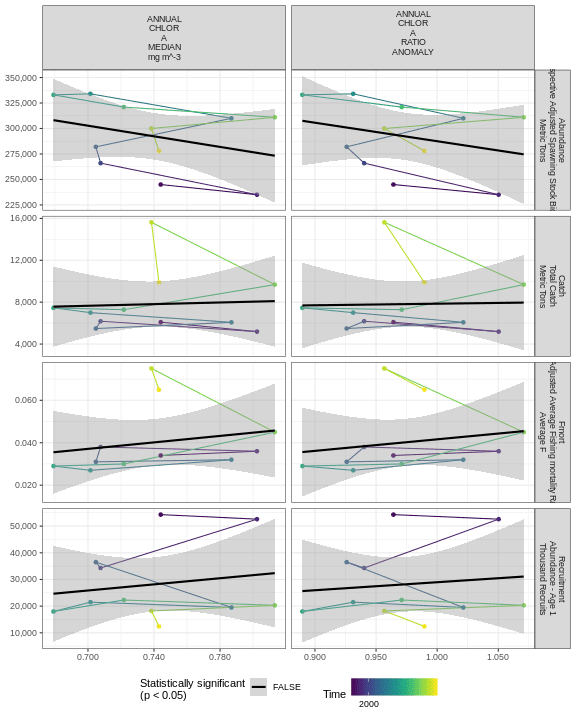 ANNUAL
CHLOR
A
MEDIAN
mg m^-3
ANNUAL
CHLOR
A
RATIO
ANOMALY
350,000
325,000
300,000
275,000
250,000
225,000
Abundance
Adjusted Spawning Stock
Metric Tons
16,000
12,000
8,000
4,000
Catch
Total Catch
Metric Tons
0.060
0.040
0.020
Fmort
Adjusted Average Fishing mortality
Average F
50,000
40,000
30,000
20,000
10,000
Recruitment
Abundance - Age 1
Thousand Recruits
0.700
0.740
0.780
0.900
0.950
1.000
1.050
Statistically significant
(p < 0.05)
FALSE
Time
2000